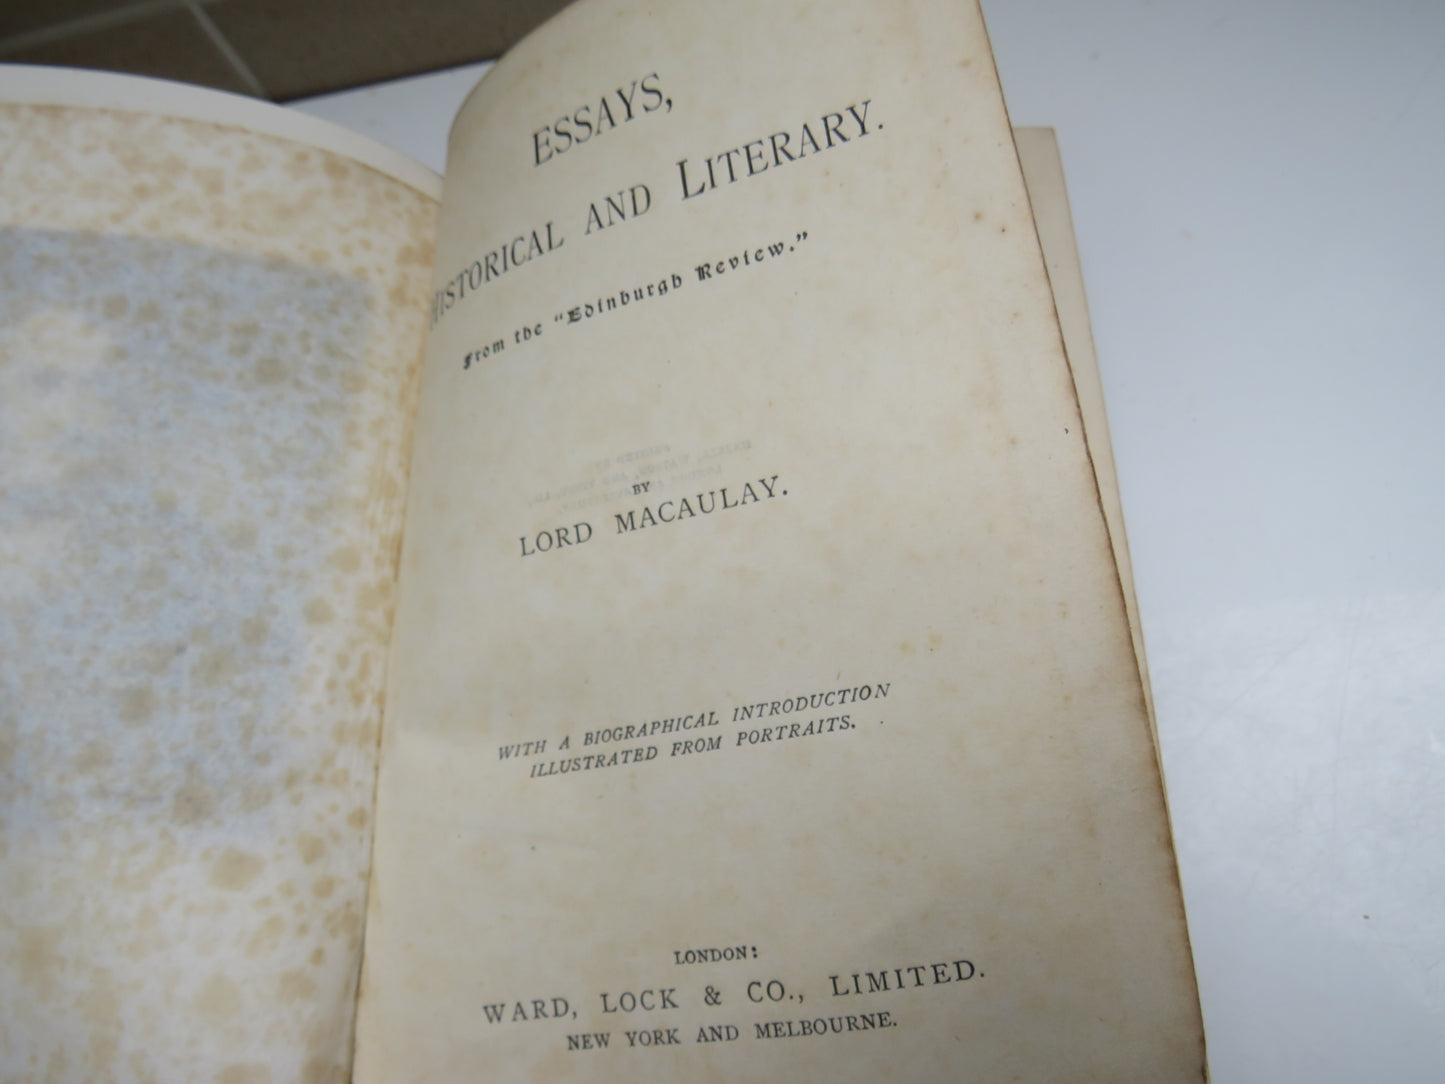 ESSAYS,
HISTORICAL AND LITERARY.
From the "Edinburgh Review."
BY
LORD MACAULAY.
WITH A BIOGRAPHICAL INTRODUCTION
ILLUSTRATED FROM PORTRAITS.
LONDON:
WARD, LOCK & CO., LIMITED.
NEW YORK AND MELBOURNE.